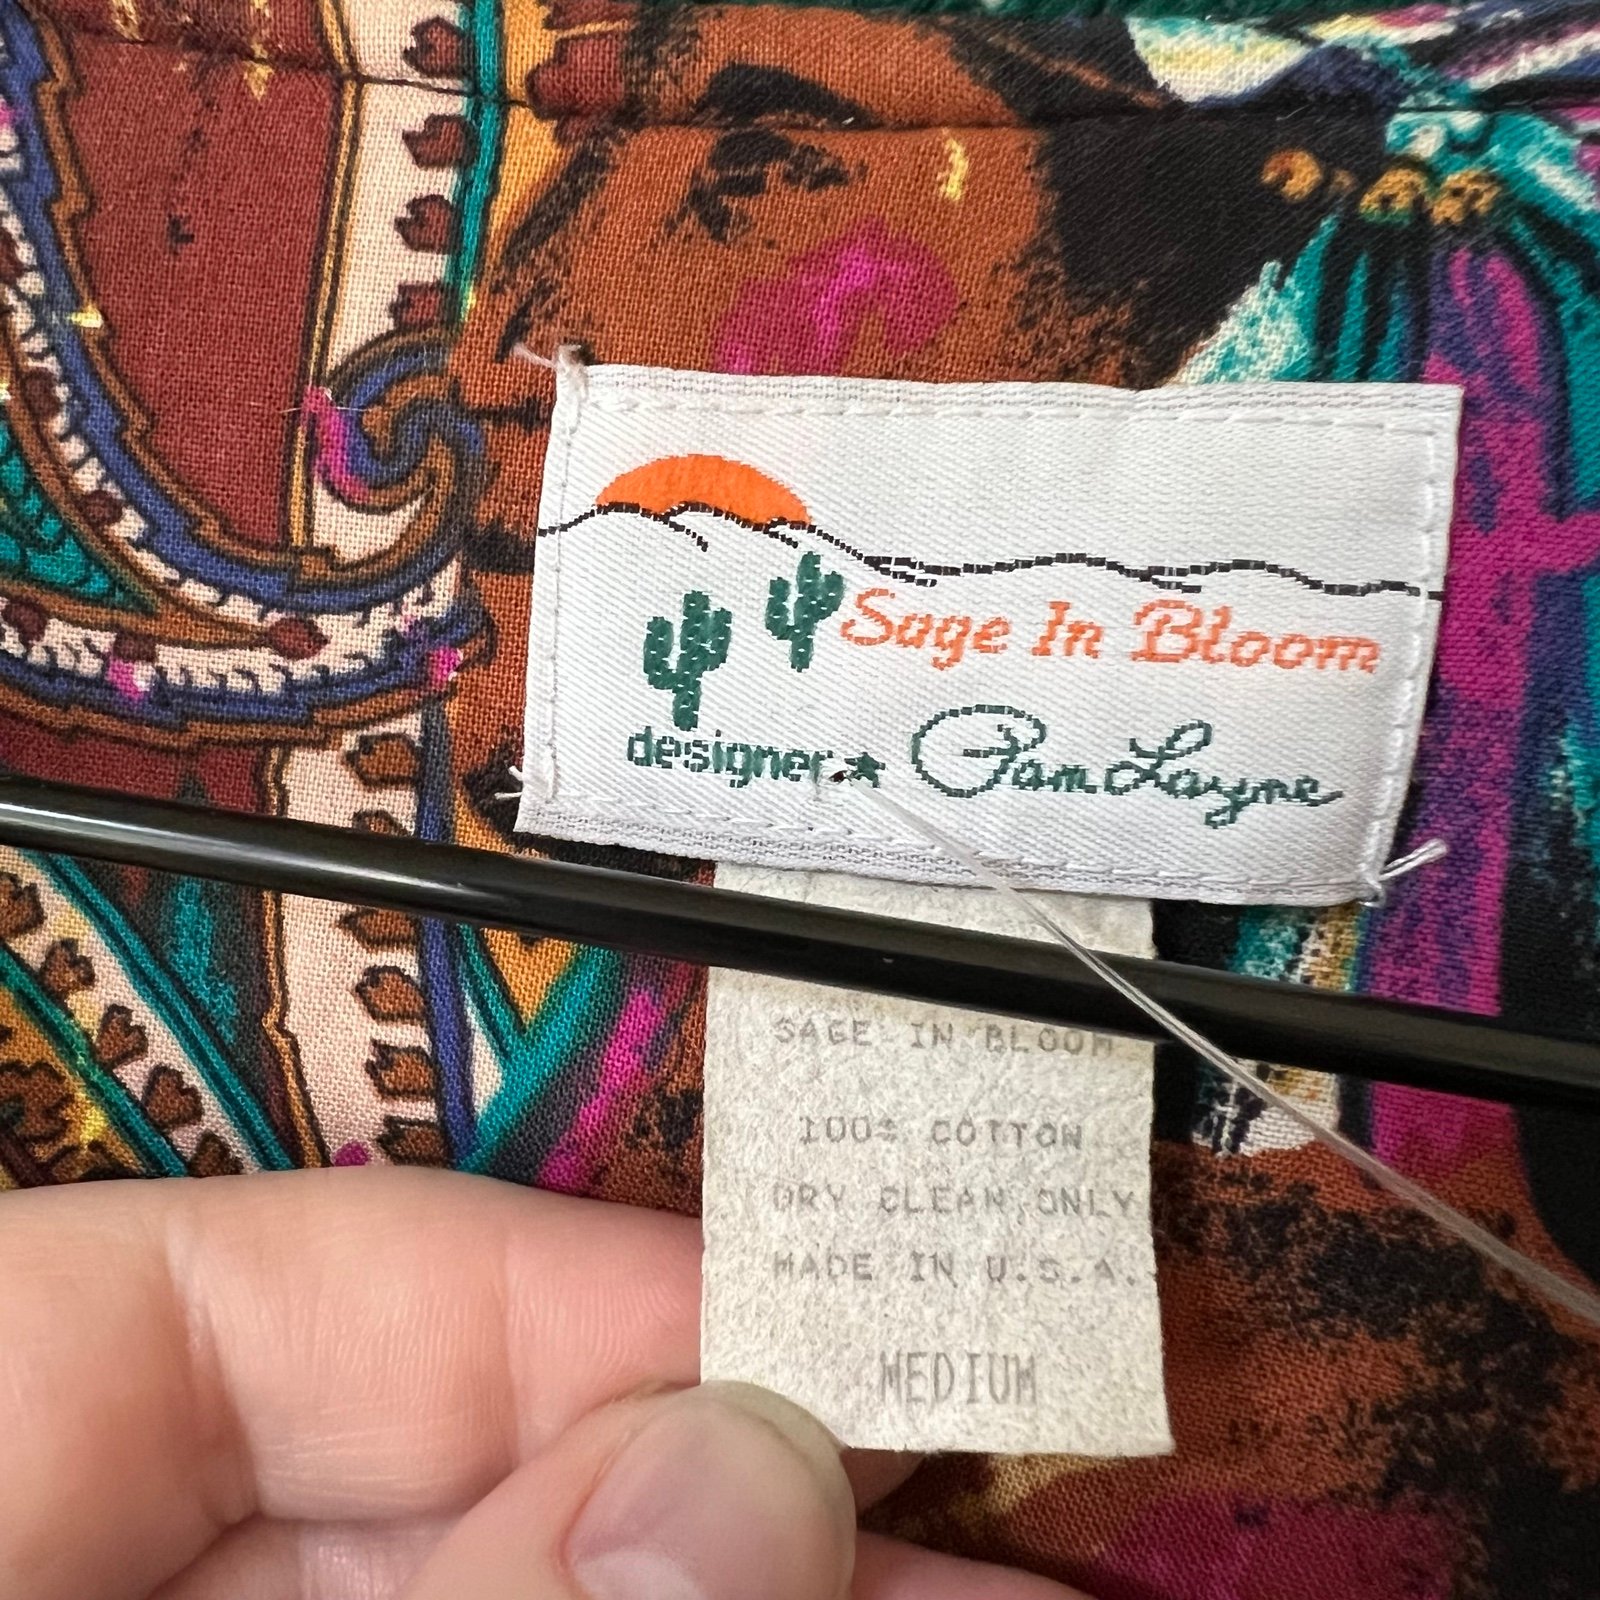 Sage In Bloom
designer★ Pam Layne
SAGE IN BLOOM
100% COTTON
DRY CLEAN ONLY
MADE IN U.S.A.
MEDIUM